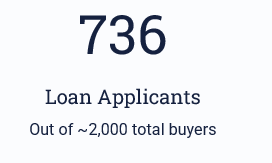 736
Loan Applicants
Out of ~2,000 total buyers